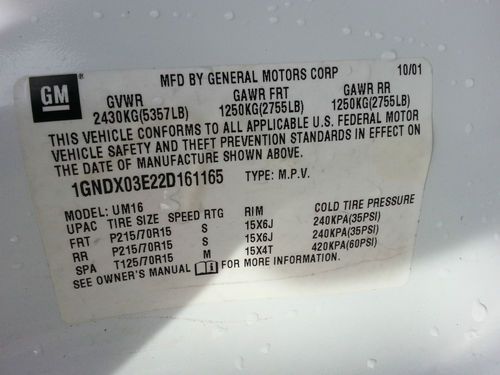 GM ®
MFD BY GENERAL MOTORS CORP 10/01
GVWR GAWR FRT GAWR RR
2430KG(5357LB) 1250KG(2755LB) 1250KG(2755LB)
THIS VEHICLE CONFORMS TO ALL APPLICABLE U.S. FEDERAL MOTOR
VEHICLE SAFETY AND THEFT PREVENTION STANDARDS IN EFFECT ON
THE DATE OF MANUFACTURE SHOWN ABOVE.
1GNDX03E22D161165 TYPE: M.P.V.
MODEL: UM16
UPAC TIRE SIZE SPEED RTG RIM COLD TIRE PRESSURE
FRT P215/70R15 S 15X6J 240KPA(35PSI)
RR P215/70R15 S 15X6J 240KPA(35PSI)
SPA T125/70R15 M 15X4T 420KPA(60PSI)
SEE OWNER'S MANUAL i FOR MORE INFORMATION.